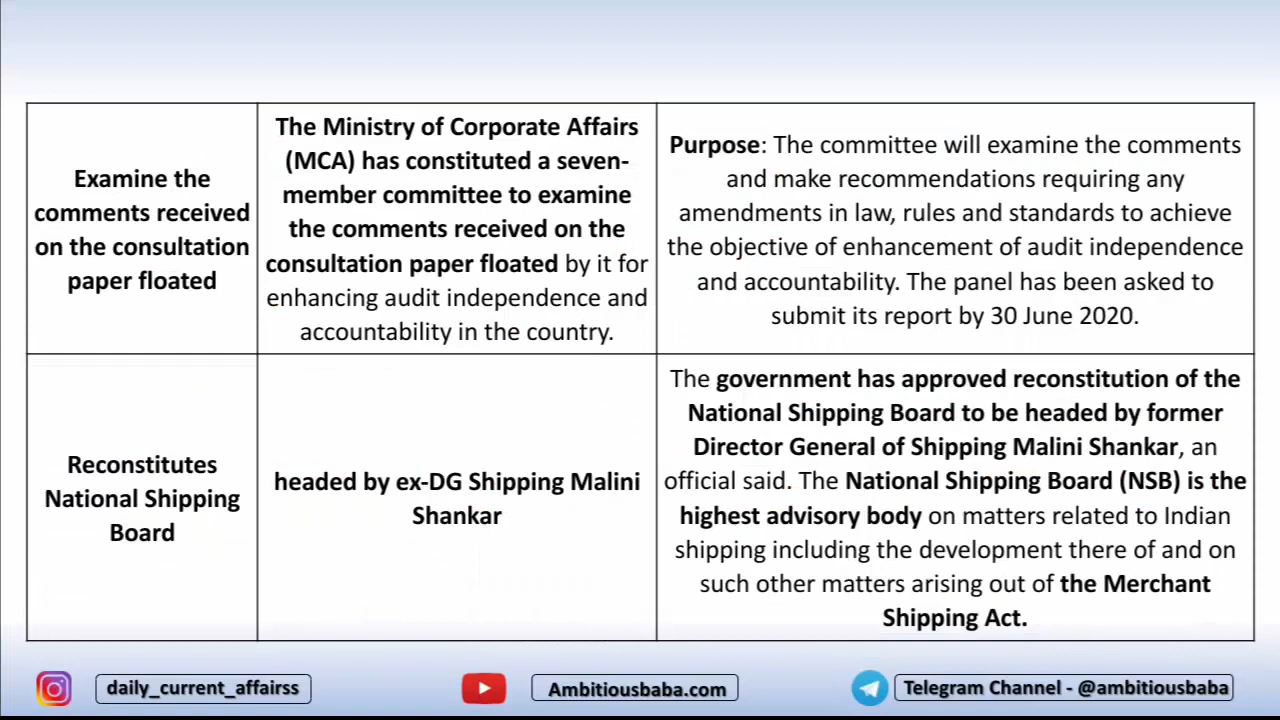 Examine the
comments received
on the consultation
paper floated
The Ministry of Corporate Affairs
(MCA) has constituted a seven-
member committee to examine
the comments received on the
consultation paper floated by it for
enhancing audit independence and
accountability in the country.
Purpose: The committee will examine the comments
and make recommendations requiring any
amendments in law, rules and standards to achieve
the objective of enhancement of audit independence
and accountability. The panel has been asked to
submit its report by 30 June 2020.
Reconstitutes
National Shipping
Board
headed by ex-DG Shipping Malini
Shankar
The government has approved reconstitution of the
National Shipping Board to be headed by former
Director General of Shipping Malini Shankar, an
official said. The National Shipping Board (NSB) is the
highest advisory body on matters related to Indian
shipping including the development there of and on
such other matters arising out of the Merchant
Shipping Act.
daily_current_affairss
Ambitiousbaba.com
Telegram Channel - @ambitiousbaba